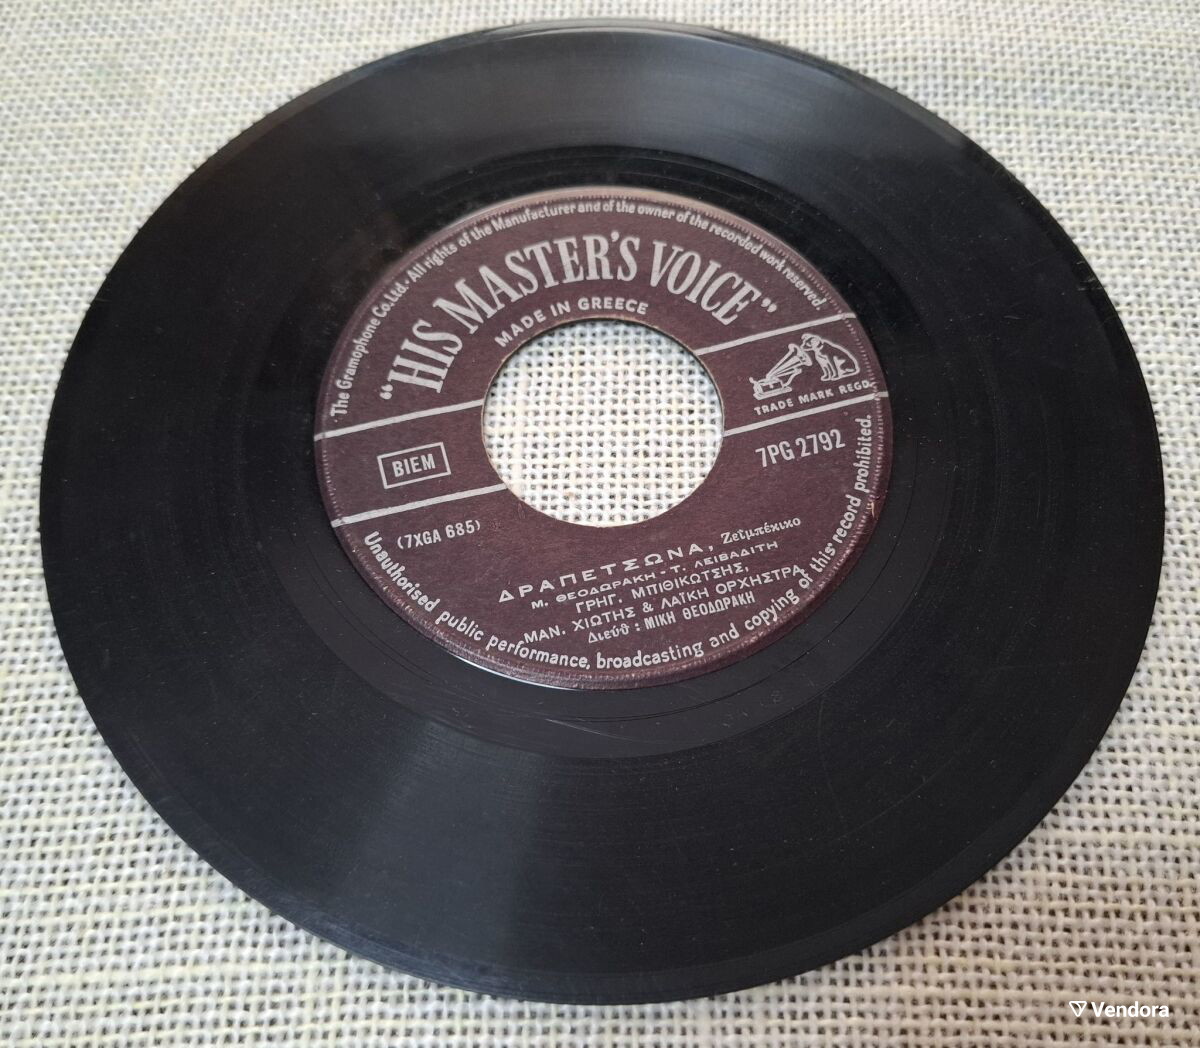 The Gramophone Co. Ltd. - All rights of the Manufacturer and of the owner of the recorded work reserved.
"HIS MASTER'S VOICE"
MADE IN GREECE
TRADE MARK REGD.
BIEM
7PG 2792
(7XGA 685)
ΔΡΑΠΕΤΣΩΝΑ, Ζεϊμπέκικο
Μ. ΘΕΟΔΩΡΑΚΗ - Τ. ΛΕΙΒΑΔΙΤΗ
ΓΡΗΓ. ΜΠΙΘΙΚΩΤΣΗΣ,
ΜΑΝ. ΧΙΩΤΗΣ & ΛΑΪΚΗ ΟΡΧΗΣΤΡΑ
Διεύθ : ΜΙΚΗ ΘΕΟΔΩΡΑΚΗ
Unauthorised public performance, broadcasting and copying of this record prohibited.
Vendora